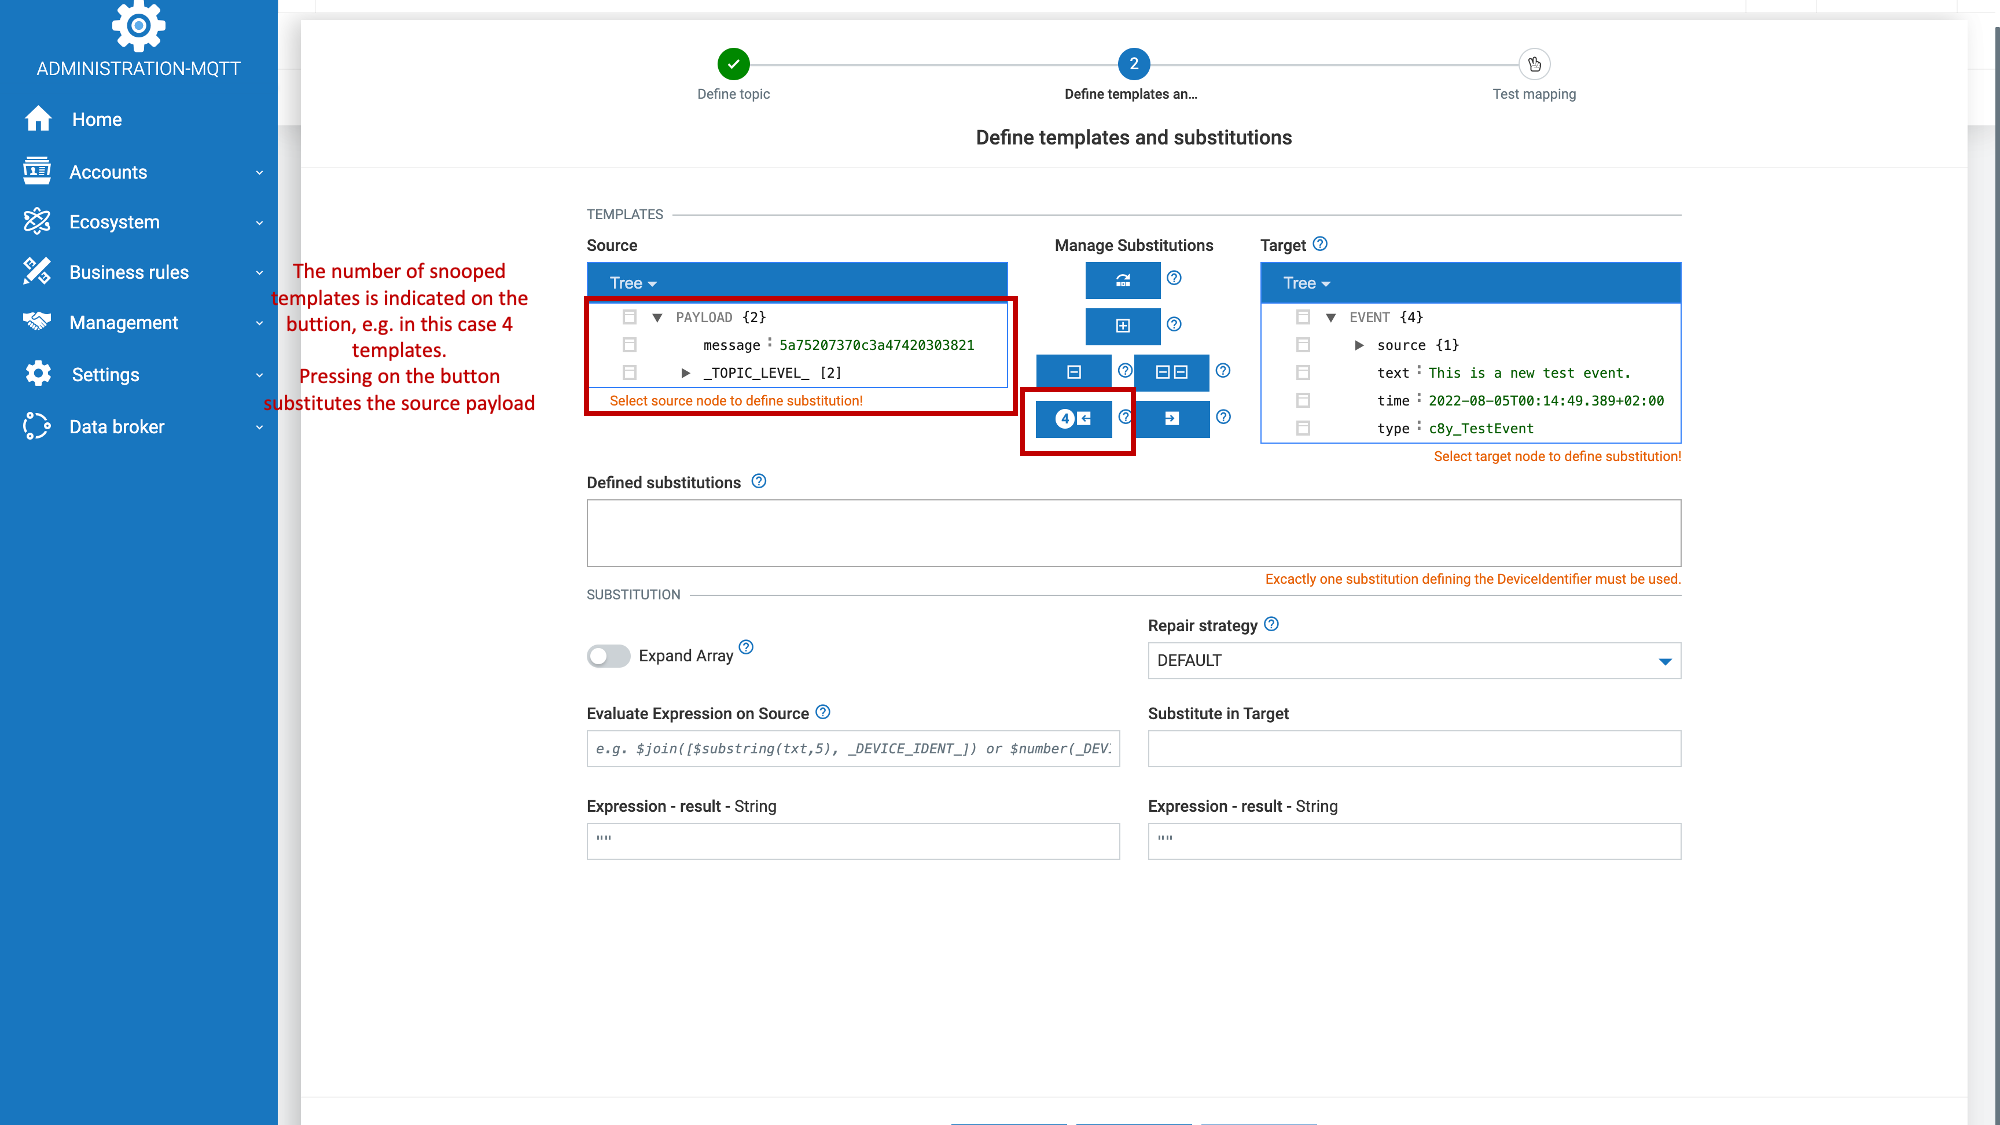 ADMINISTRATION-MQTT
Home
Accounts
Ecosystem
Business rules
Management
Settings
Data broker
The number of snooped
templates is indicated on the
buttion, e.g. in this case 4
templates.
Pressing on the button
substitutes the source payload
2
Define topic
Define templates an...
Test mapping
Define templates and substitutions
TEMPLATES
Source
Manage Substitutions
Target
Tree
PAYLOAD {2}
message : 5a75207370c3a47420303821
_TOPIC_LEVEL_ [2]
Select source node to define substitution!
4
Tree
EVENT {4}
source {1}
text : This is a new test event.
time : 2022-08-05T00:14:49.389+02:00
type : c8y_TestEvent
Select target node to define substitution!
Defined substitutions
Excactly one substitution defining the DeviceIdentifier must be used.
SUBSTITUTION
Expand Array
Repair strategy
DEFAULT
Evaluate Expression on Source
e.g. $join([$substring(txt,5), _DEVICE_IDENT_]) or $number(_DEV
Substitute in Target
Expression - result - String
""
Expression - result - String
""